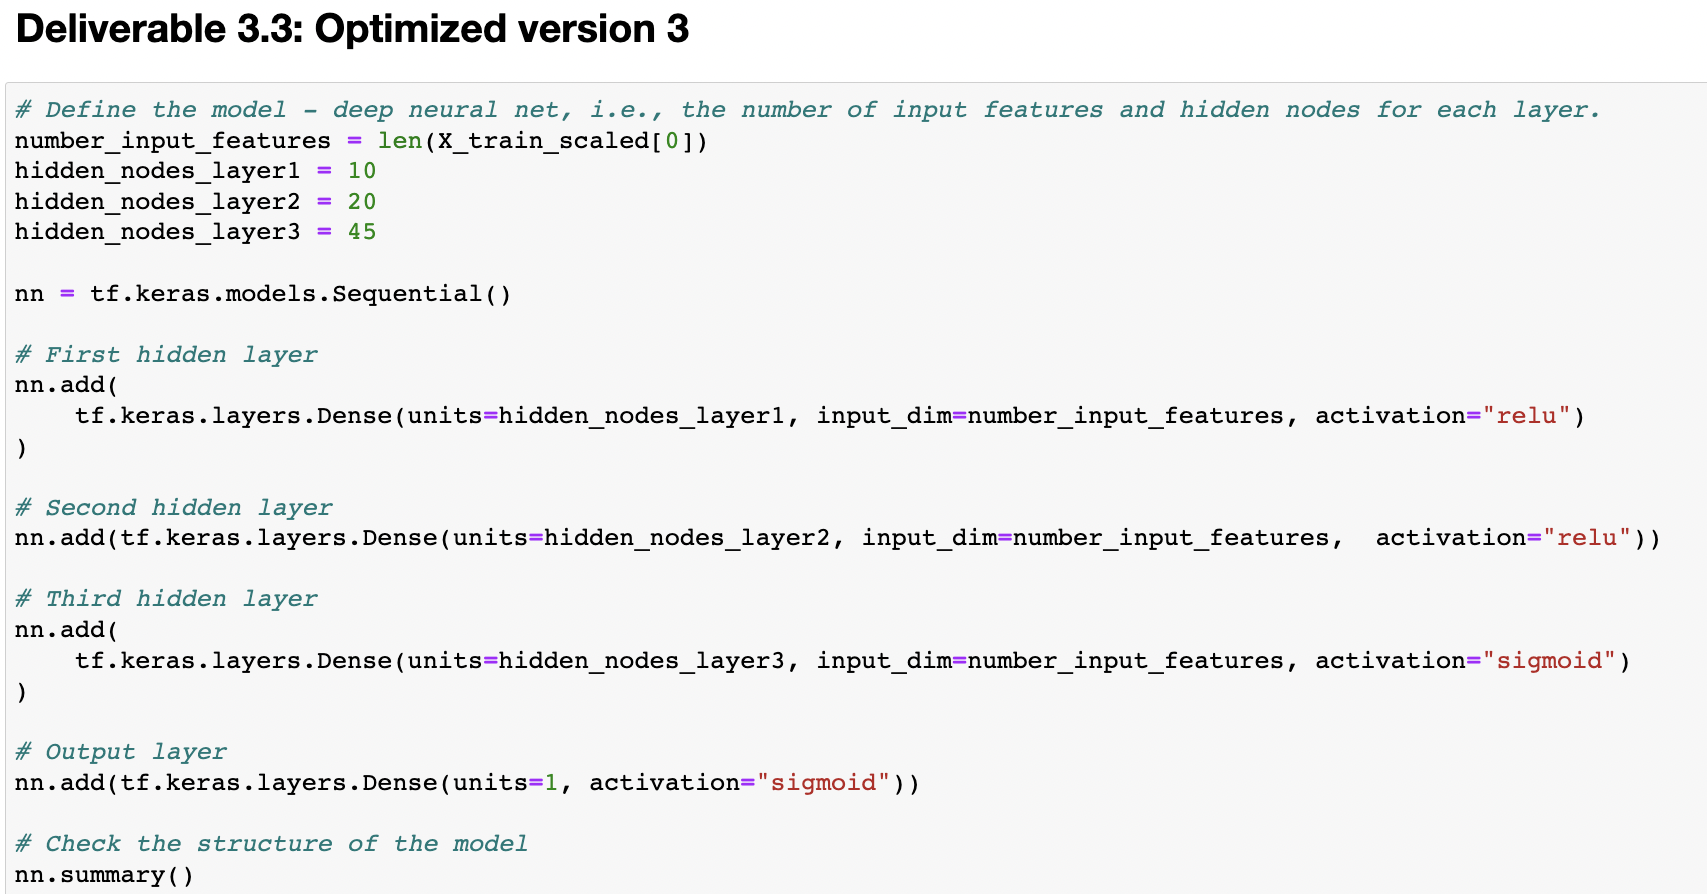 Deliverable 3.3: Optimized version 3
# Define the model – deep neural net, i.e., the number of input features and hidden nodes for each layer.
number_input_features = len(X_train_scaled[0])
hidden_nodes_layer1 = 10
hidden_nodes_layer2 = 20
hidden_nodes_layer3 = 45
nn = tf.keras.models.Sequential()
# First hidden layer
nn.add(
    tf.keras.layers.Dense(units=hidden_nodes_layer1, input_dim=number_input_features, activation="relu")
)
# Second hidden layer
nn.add(tf.keras.layers.Dense(units=hidden_nodes_layer2, input_dim=number_input_features,  activation="relu"))
# Third hidden layer
nn.add(
    tf.keras.layers.Dense(units=hidden_nodes_layer3, input_dim=number_input_features, activation="sigmoid")
)
# Output layer
nn.add(tf.keras.layers.Dense(units=1, activation="sigmoid"))
# Check the structure of the model
nn.summary()